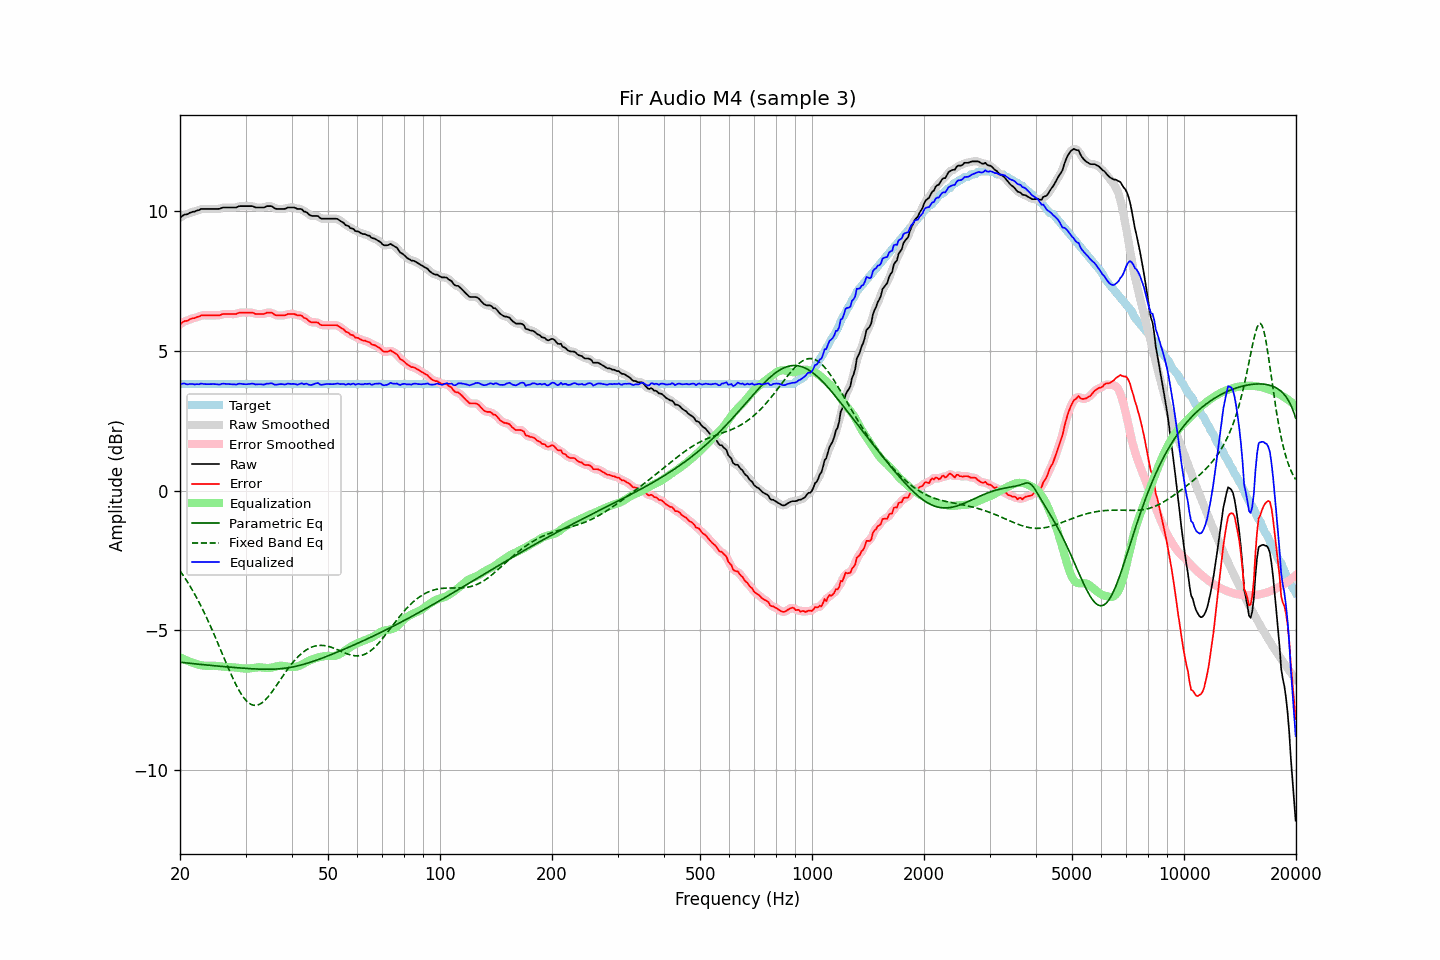 Fir Audio M4 (sample 3)
Amplitude (dBr)
10
5
0
−5
−10
Target
Raw Smoothed
Error Smoothed
Raw
Error
Equalization
Parametric Eq
Fixed Band Eq
Equalized
20 50 100 200 500 1000 2000 5000 10000 20000
Frequency (Hz)